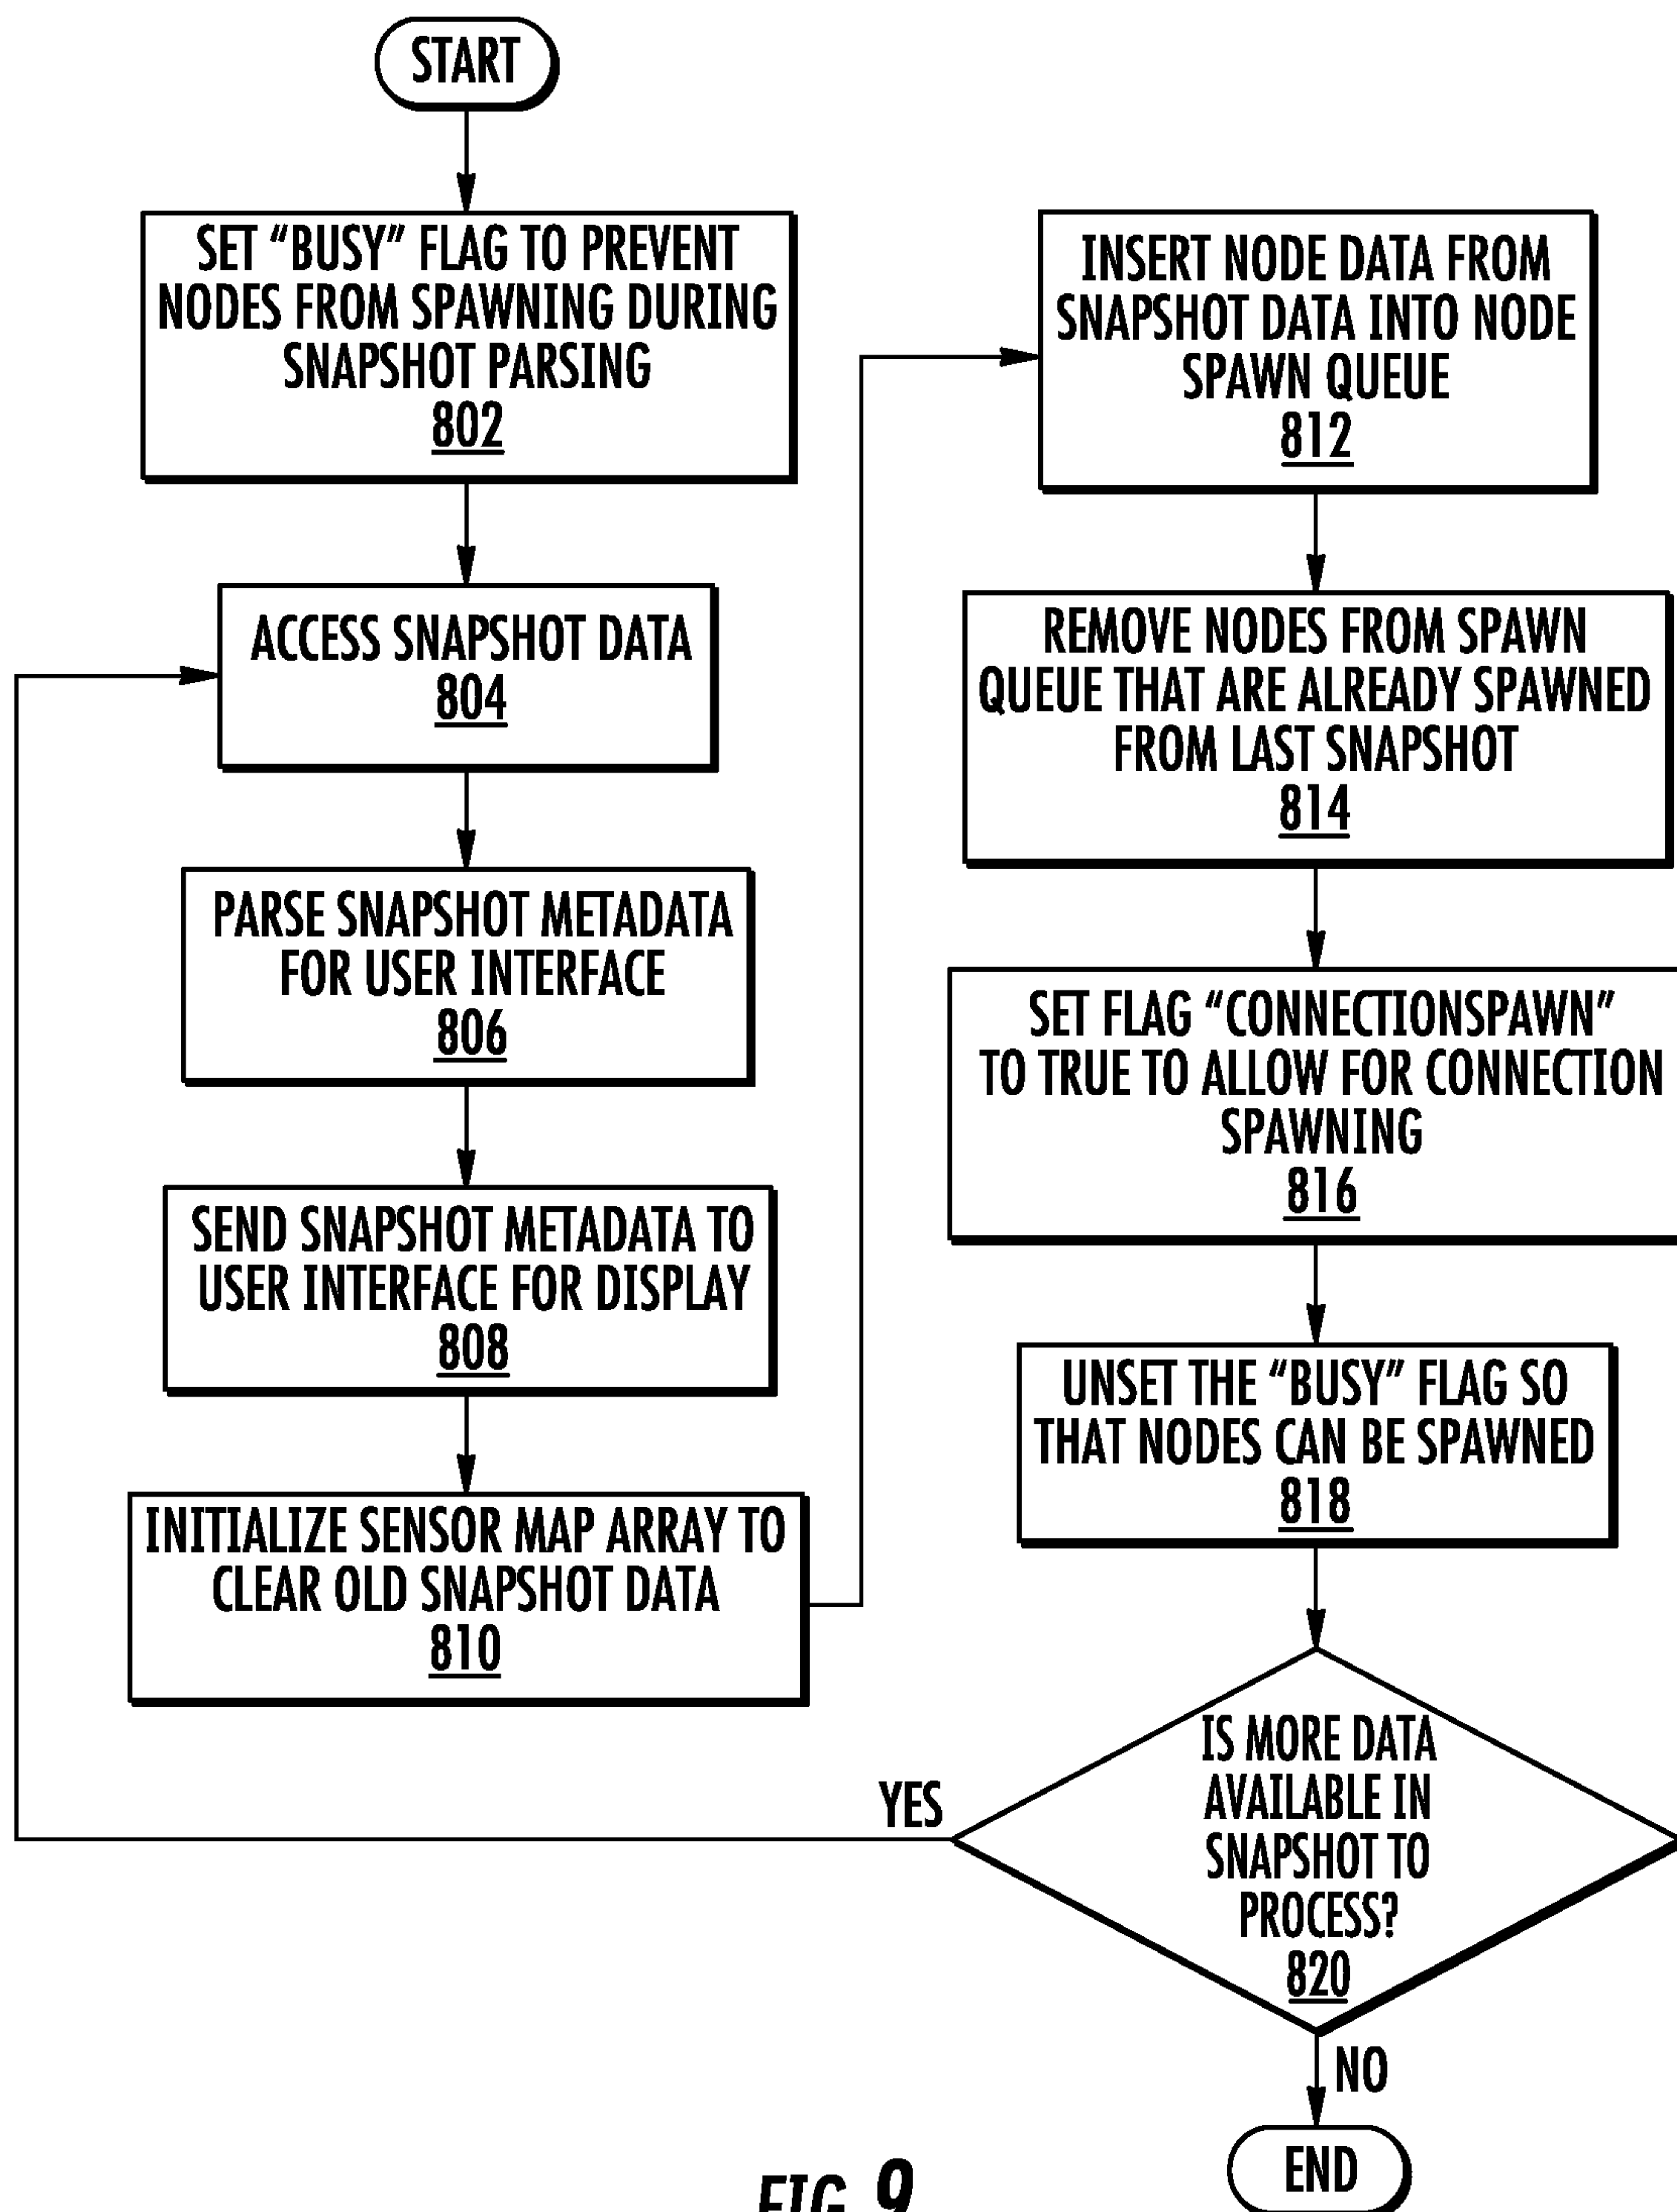 START
SET “BUSY” FLAG TO PREVENT
NODES FROM SPAWNING DURING
SNAPSHOT PARSING
802
ACCESS SNAPSHOT DATA
804
PARSE SNAPSHOT METADATA
FOR USER INTERFACE
806
SEND SNAPSHOT METADATA TO
USER INTERFACE FOR DISPLAY
808
INITIALIZE SENSOR MAP ARRAY TO
CLEAR OLD SNAPSHOT DATA
810
INSERT NODE DATA FROM
SNAPSHOT DATA INTO NODE
SPAWN QUEUE
812
REMOVE NODES FROM SPAWN
QUEUE THAT ARE ALREADY SPAWNED
FROM LAST SNAPSHOT
814
SET FLAG “CONNECTIONSPAWN”
TO TRUE TO ALLOW FOR CONNECTION
SPAWNING
816
UNSET THE “BUSY” FLAG SO
THAT NODES CAN BE SPAWNED
818
IS MORE DATA
AVAILABLE IN
SNAPSHOT TO
PROCESS?
820
YES
NO
END
FIG. 9